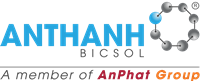 ANTHANH®
BICSOL
A member of AnPhat Group